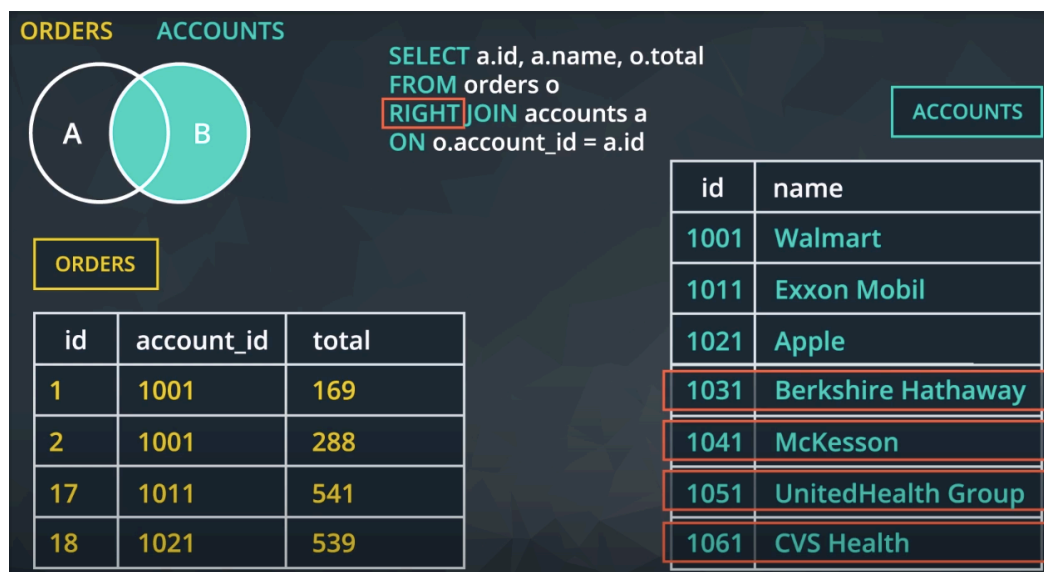 ORDERS ACCOUNTS
A B
SELECT a.id, a.name, o.total
FROM orders o
RIGHT JOIN accounts a
ON o.account_id = a.id
ORDERS
id account_id total
1 1001 169
2 1001 288
17 1011 541
18 1021 539
ACCOUNTS
id name
1001 Walmart
1011 Exxon Mobil
1021 Apple
1031 Berkshire Hathaway
1041 McKesson
1051 UnitedHealth Group
1061 CVS Health